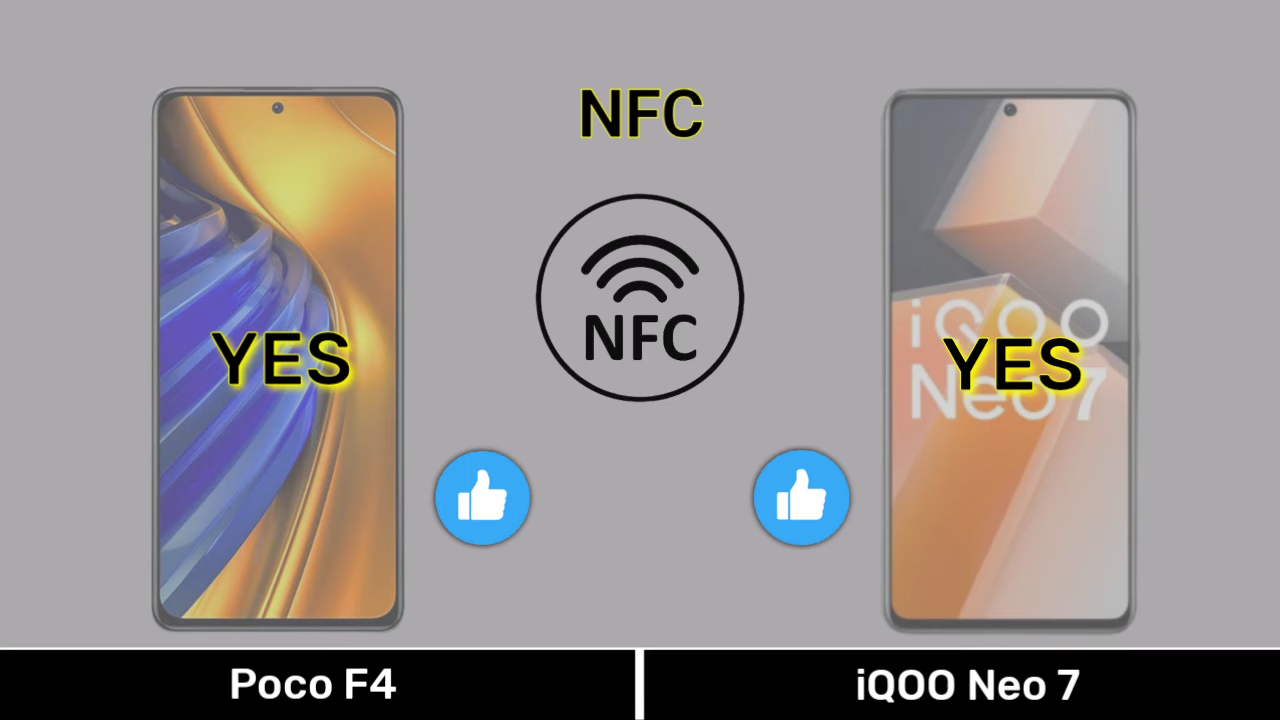 NFC
NFC
YES
iQOO
Neo 7
YES
Poco F4
iQOO Neo 7